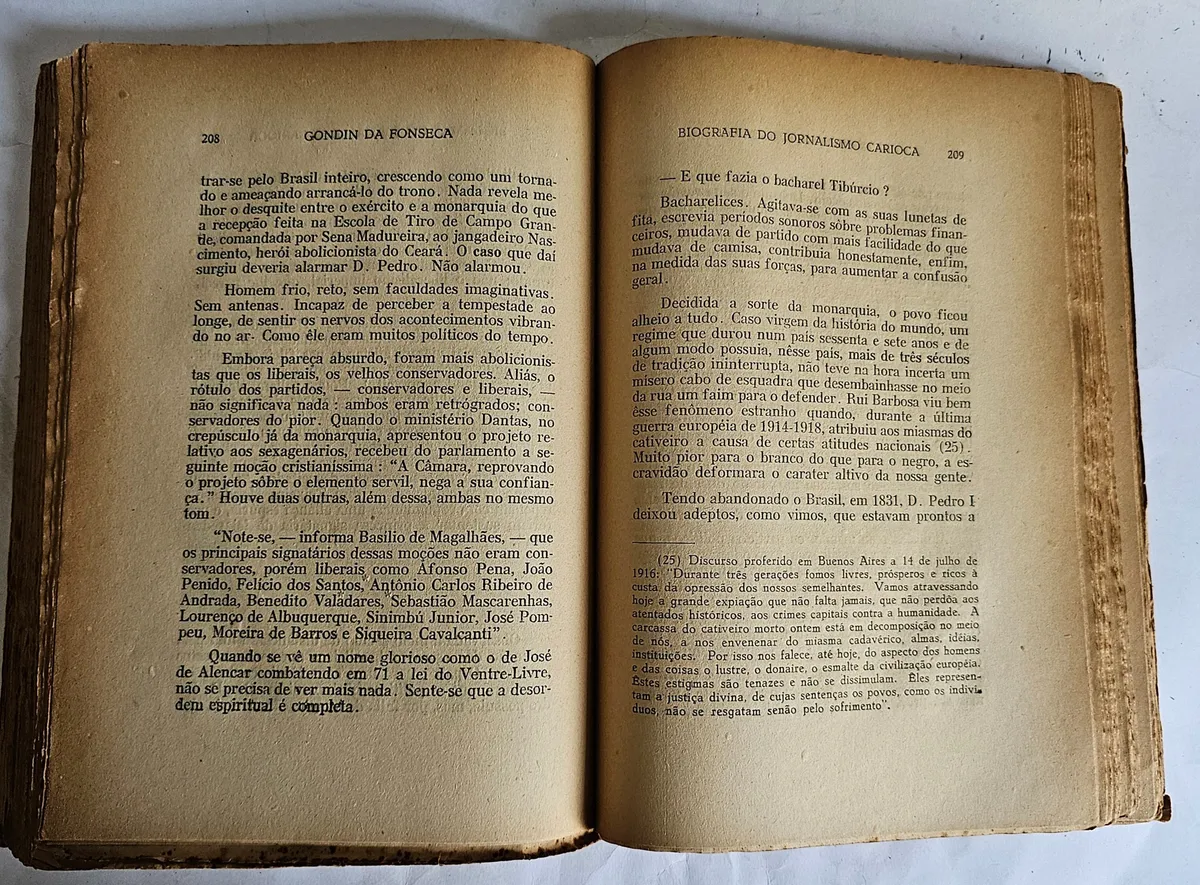 208 GONDIN DA FONSECA
trar-se pelo Brasil inteiro, crescendo como um torna-
do e ameaçando arrancá-lo do trono. Nada revela me-
lhor o desquite entre o exército e a monarquia do que
a recepção feita na Escola de Tiro de Campo Gran-
de, comandada por Sena Madureira, ao jangadeiro Nas-
cimento, herói abolicionista do Ceará. O caso que daí
surgiu deveria alarmar D. Pedro. Não alarmou.
Homem frio, reto, sem faculdades imaginativas.
Sem antenas. Incapaz de perceber a tempestade ao
longe, de sentir os nervos dos acontecimentos vibran-
do no ar. Como êle eram muitos políticos do tempo.
Embora pareça absurdo, foram mais abolicionis-
tas que os liberais, os velhos conservadores. Aliás, o
rótulo dos partidos, — conservadores e liberais, —
não significava nada : ambos eram retrógrados; con-
servadores do pior. Quando o ministério Dantas, no
crepúsculo já da monarquia, apresentou o projeto re-
lativo aos sexagenários, recebeu do parlamento a se-
guinte moção cristianíssima : “A Câmara, reprovando
o projeto sôbre o elemento servil, nega a sua confian-
ça.” Houve duas outras, além dessa, ambas no mesmo
tom.
“Note-se, — informa Basílio de Magalhães, — que
os principais signatários dessas moções não eram con-
servadores, porém liberais como Afonso Pena, João
Penido, Felício dos Santos, Antônio Carlos Ribeiro de
Andrada, Benedito Valadares, Sebastião Mascarenhas,
Lourenço de Albuquerque, Sinimbú Junior, José Pom-
peu, Moreira de Barros e Siqueira Cavalcanti”.
Quando se vê um nome glorioso como o de José
de Alencar combatendo em 71 a lei do Ventre-Livre,
não se precisa de ver mais nada. Sente-se que a desor-
dem espiritual é completa.
BIOGRAFIA DO JORNALISMO CARIOCA 209
— E que fazia o bacharel Tibúrcio ?
Bacharelices. Agitava-se com as suas lunetas de
fita, escrevia períodos sonoros sôbre problemas finan-
ceiros, mudava de partido com mais facilidade do que
mudava de camisa, contribuia honestamente, enfim,
na medida das suas forças, para aumentar a confusão
geral.
Decidida a sorte da monarquia, o povo ficou
alheio a tudo. Caso virgem da história do mundo, um
regime que durou num país sessenta e sete anos e de
algum modo possuia, nêsse país, mais de três séculos
de tradição ininterrupta, não teve na hora incerta um
misero cabo de esquadra que desembainhasse no meio
da rua um faim para o defender. Rui Barbosa viu bem
êsse fenômeno estranho quando, durante a última
guerra européia de 1914-1918, atribuiu aos miasmas do
cativeiro a causa de certas atitudes nacionais (25).
Muito pior para o branco do que para o negro, a es-
cravidão deformara o carater altivo da nossa gente.
Tendo abandonado o Brasil, em 1831, D. Pedro I
deixou adeptos, como vimos, que estavam prontos a
(25) Discurso proferido em Buenos Aires a 14 de julho de
1916: “Durante três gerações fomos livres, prósperos e ricos à
custa da opressão dos nossos semelhantes. Vamos atravessando
hoje a grande expiação que não falta jamais, que não perdôa aos
atentados históricos, aos crimes capitais contra a humanidade. A
carcassa do cativeiro morto ontem está em decomposição no meio
de nós, a nos envenenar do miasma cadavérico, almas, idéias,
instituições. Por isso nos falece, até hoje, do aspecto dos homens
e das coisas o lustre, o donaire, o esmalte da civilização européia.
Êstes estigmas são tenazes e não se dissimulam. Êles represen-
tam a justiça divina, de cujas sentenças os povos, como os indivi-
duos, não se resgatam senão pelo sofrimento”.